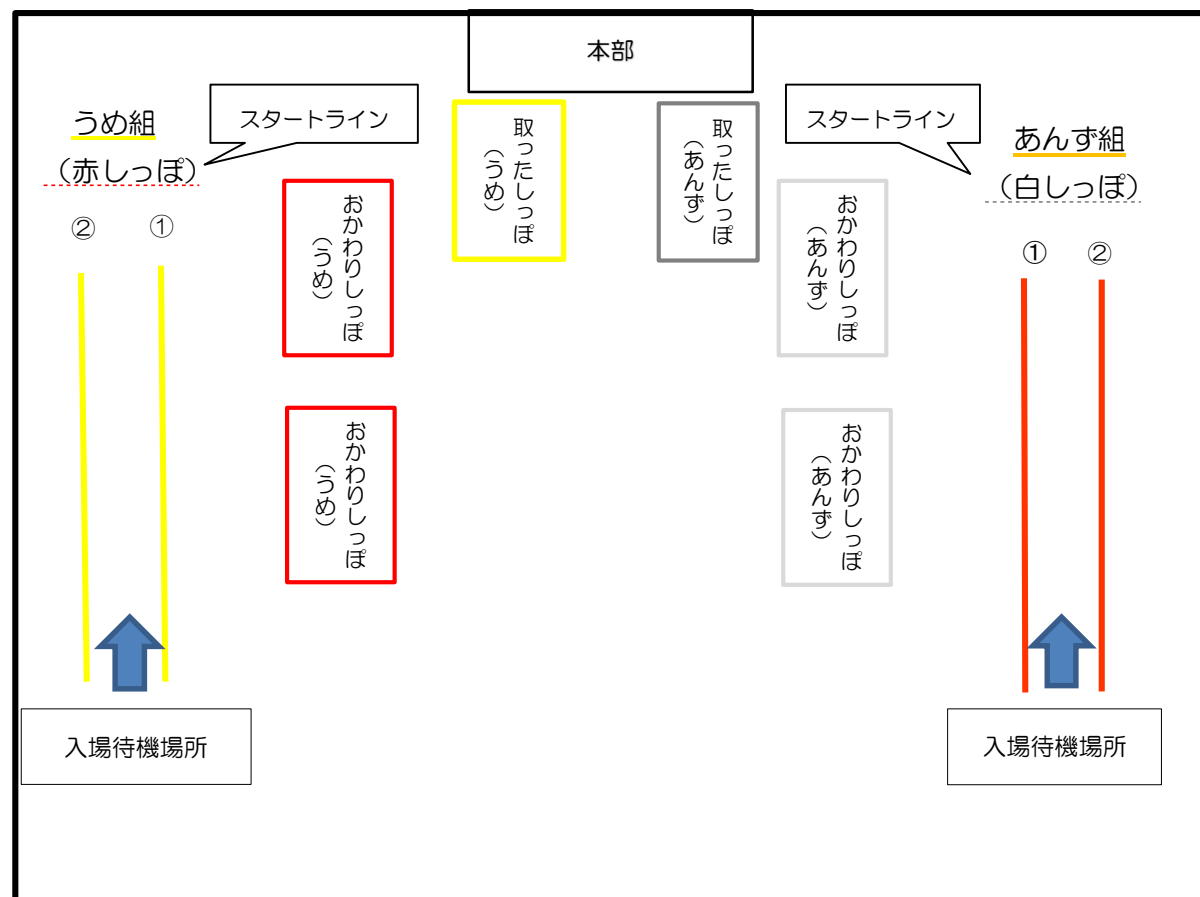 本部
うめ組
（赤しっぽ）
スタートライン
②
①
おかわりしっぽ
（うめ）
おかわりしっぽ
（うめ）
取ったしっぽ
（うめ）
取ったしっぽ
（あんず）
スタートライン
あんず組
（白しっぽ）
①
②
おかわりしっぽ
（あんず）
おかわりしっぽ
（あんず）
入場待機場所
入場待機場所